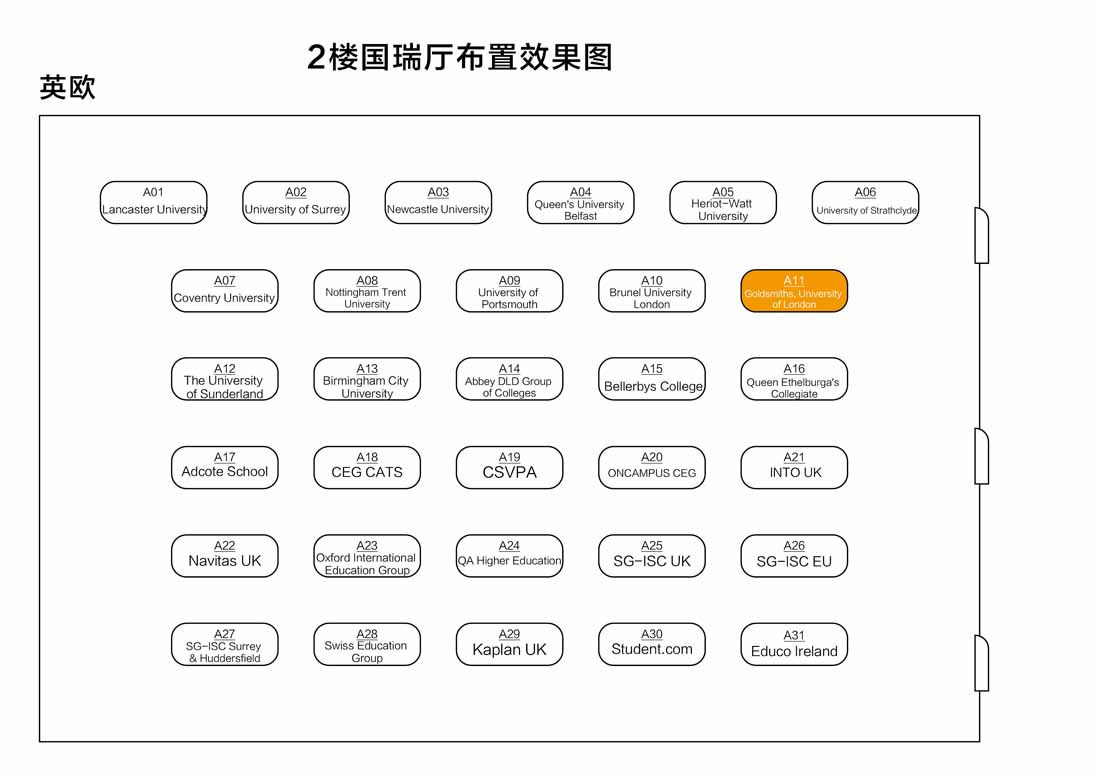 2楼国瑞厅布置效果图
英欧
A01
Lancaster University
A02
University of Surrey
A03
Newcastle University
A04
Queen's University
Belfast
A05
Heriot-Watt
University
A06
University of Strathclyde
A07
Coventry University
A08
Nottingham Trent
University
A09
University of
Portsmouth
A10
Brunel University
London
A11
Goldsmiths, University
of London
A12
The University
of Sunderland
A13
Birmingham City
University
A14
Abbey DLD Group
of Colleges
A15
Bellerbys College
A16
Queen Ethelburga's
Collegiate
A17
Adcote School
A18
CEG CATS
A19
CSVPA
A20
ONCAMPUS CEG
A21
INTO UK
A22
Navitas UK
A23
Oxford International
Education Group
A24
QA Higher Education
A25
SG-ISC UK
A26
SG-ISC EU
A27
SG-ISC Surrey
& Huddersfield
A28
Swiss Education
Group
A29
Kaplan UK
A30
Student.com
A31
Educo Ireland